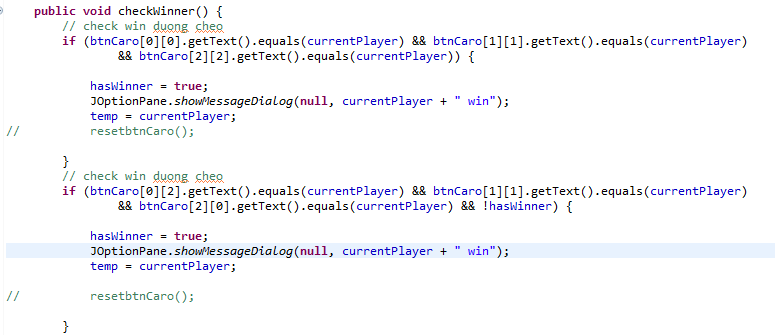 public void checkWinner() {
// check win duong cheo
if (btnCaro[0][0].getText().equals(currentPlayer) && btnCaro[1][1].getText().equals(currentPlayer)
&& btnCaro[2][2].getText().equals(currentPlayer)) {
hasWinner = true;
JOptionPane.showMessageDialog(null, currentPlayer + " win");
temp = currentPlayer;
// resetbtnCaro();
}
// check win duong cheo
if (btnCaro[0][2].getText().equals(currentPlayer) && btnCaro[1][1].getText().equals(currentPlayer)
&& btnCaro[2][0].getText().equals(currentPlayer) && !hasWinner) {
hasWinner = true;
JOptionPane.showMessageDialog(null, currentPlayer + " win");
temp = currentPlayer;
// resetbtnCaro();
}